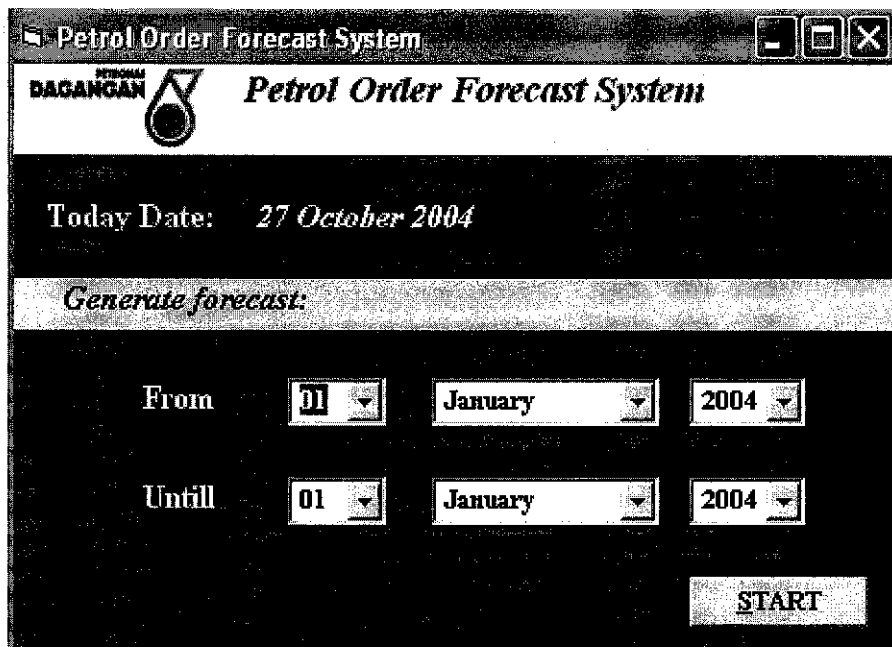 Petrol Order Forecast System
PETRONAS
DAGANGAN
Petrol Order Forecast System
Today Date: 27 October 2004
Generate forecast:
From 01 January 2004
Untill 01 January 2004
START